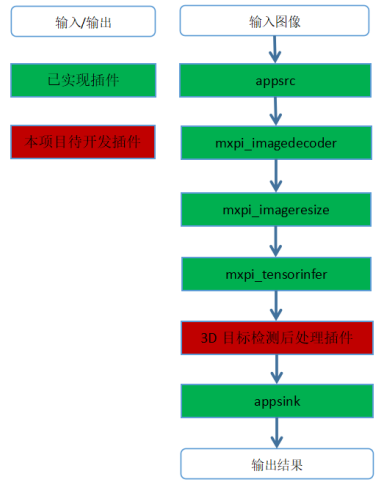 输入/输出
已实现插件
本项目待开发插件
输入图像
appsrc
mxpi_imagedecoder
mxpi_imageresize
mxpi_tensorinfer
3D 目标检测后处理插件
appsink
输出结果